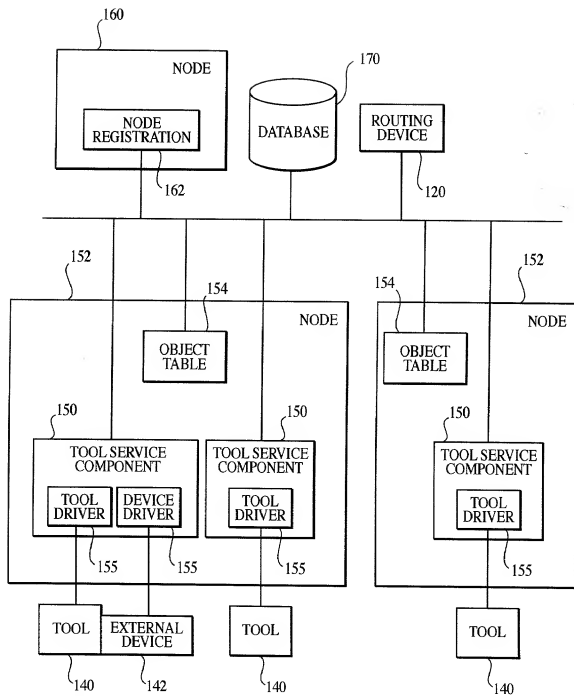 160
NODE
NODE
REGISTRATION
162
170
DATABASE
ROUTING
DEVICE
120
152
NODE
154
OBJECT
TABLE
150
TOOL SERVICE
COMPONENT
TOOL
DRIVER
DEVICE
DRIVER
155
155
150
TOOL SERVICE
COMPONENT
TOOL
DRIVER
155
TOOL
140
EXTERNAL
DEVICE
142
TOOL
140
152
NODE
154
OBJECT
TABLE
150
TOOL SERVICE
COMPONENT
TOOL
DRIVER
155
TOOL
140